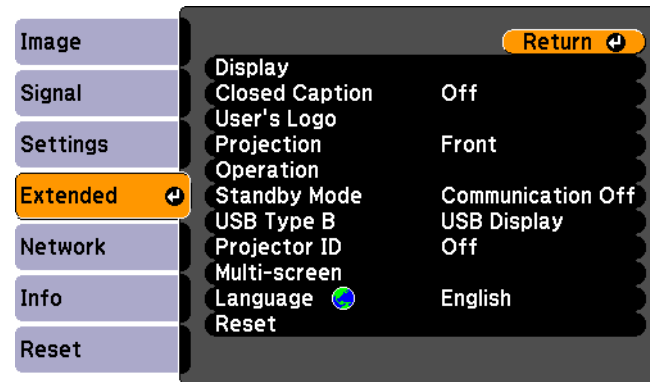 Image
Signal
Settings
Extended
Network
Info
Reset
Return
Display
Closed Caption Off
User's Logo
Projection Front
Operation
Standby Mode Communication Off
USB Type B USB Display
Projector ID Off
Multi-screen
Language English
Reset